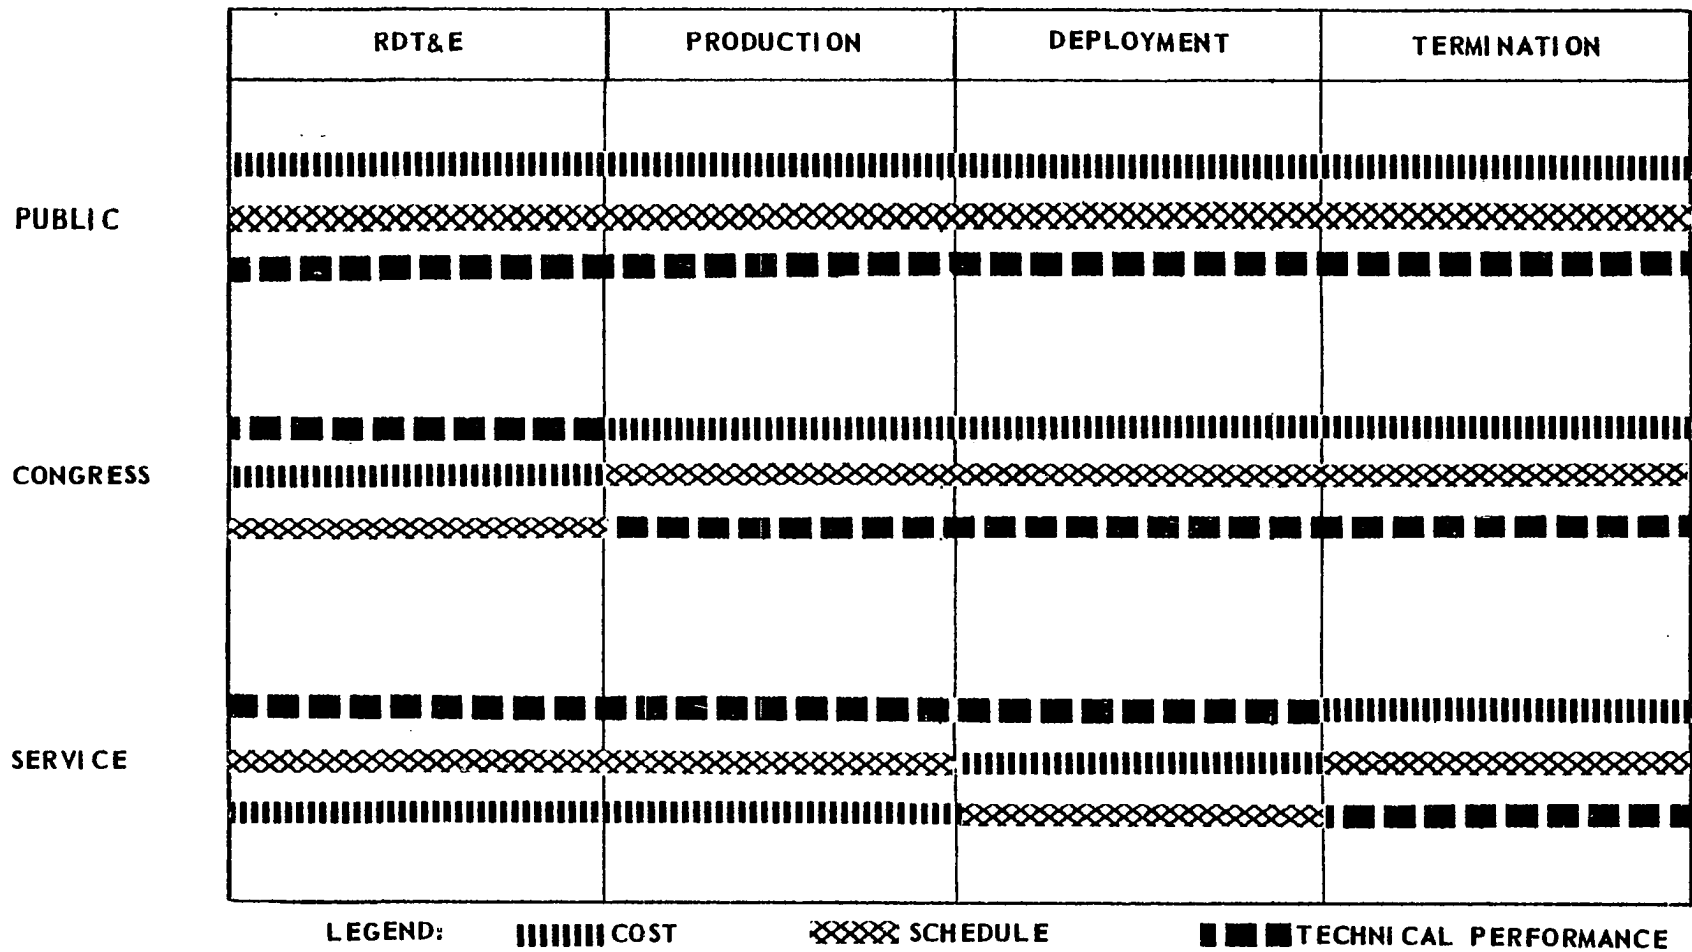 RDT&E PRODUCTION DEPLOYMENT TERMINATION
PUBLIC
CONGRESS
SERVICE
LEGEND: COST SCHEDULE TECHNICAL PERFORMANCE